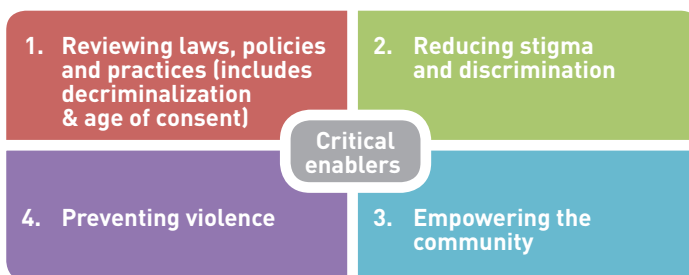 1. Reviewing laws, policies
and practices (includes
decriminalization
& age of consent)
2. Reducing stigma
and discrimination
Critical
enablers
4. Preventing violence
3. Empowering the
community